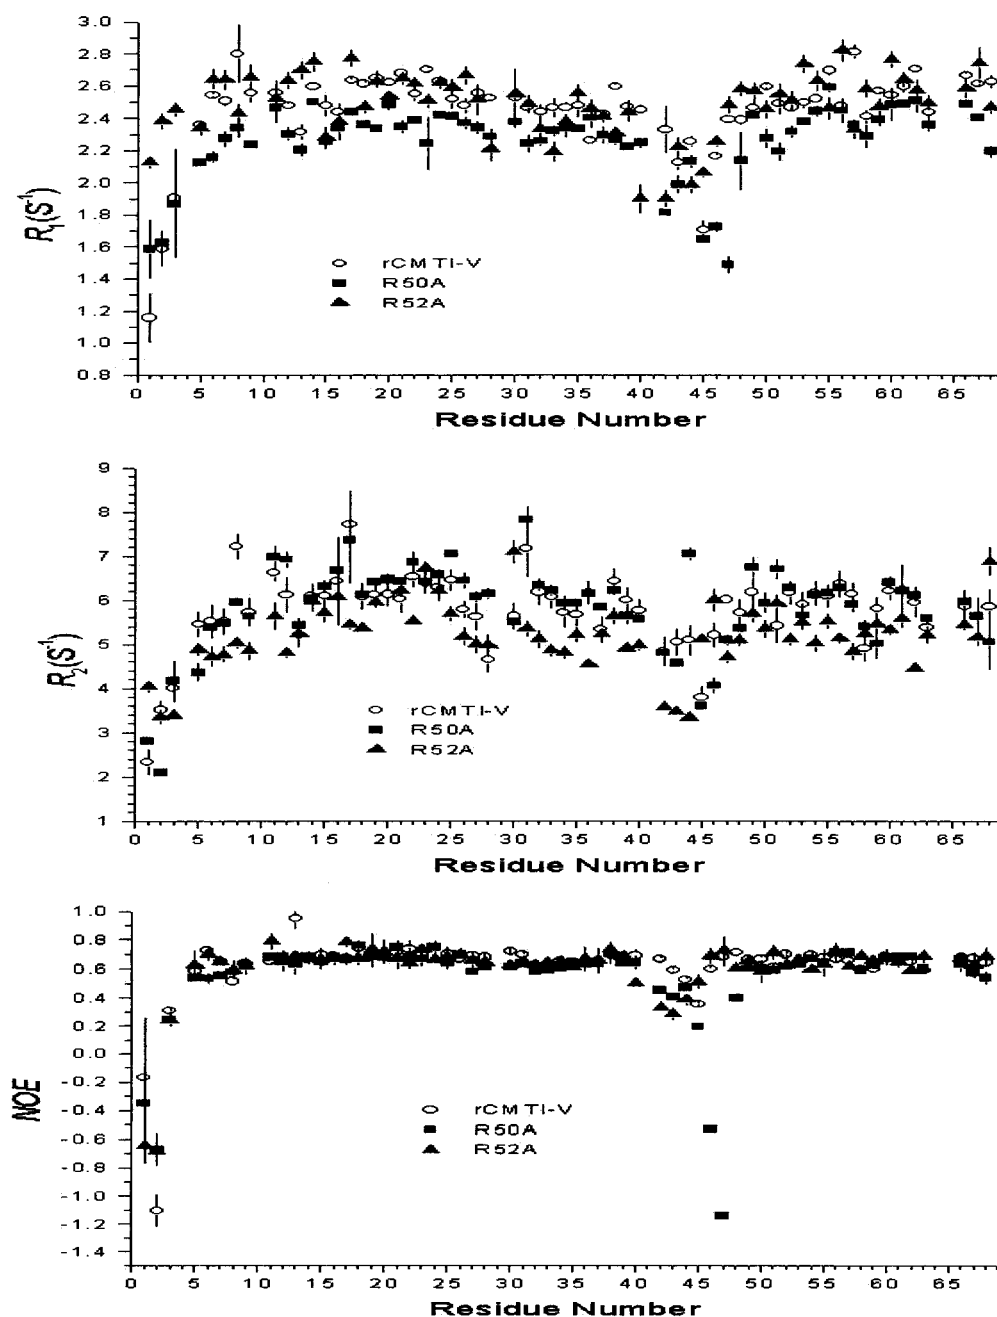 3.0
2.8
2.6
2.4
2.2
2.0
1.8
1.6
1.4
1.2
1.0
0.8
R1(S-1)
rCMTI-V
R50A
R52A
0 5 10 15 20 25 30 35 40 45 50 55 60 65
Residue Number
9
8
7
6
5
4
3
2
1
R2(S-1)
rCMTI-V
R50A
R52A
0 5 10 15 20 25 30 35 40 45 50 55 60 65
Residue Number
1.0
0.8
0.6
0.4
0.2
0.0
-0.2
-0.4
-0.6
-0.8
-1.0
-1.2
-1.4
NOE
rCMTI-V
R50A
R52A
0 5 10 15 20 25 30 35 40 45 50 55 60 65
Residue Number